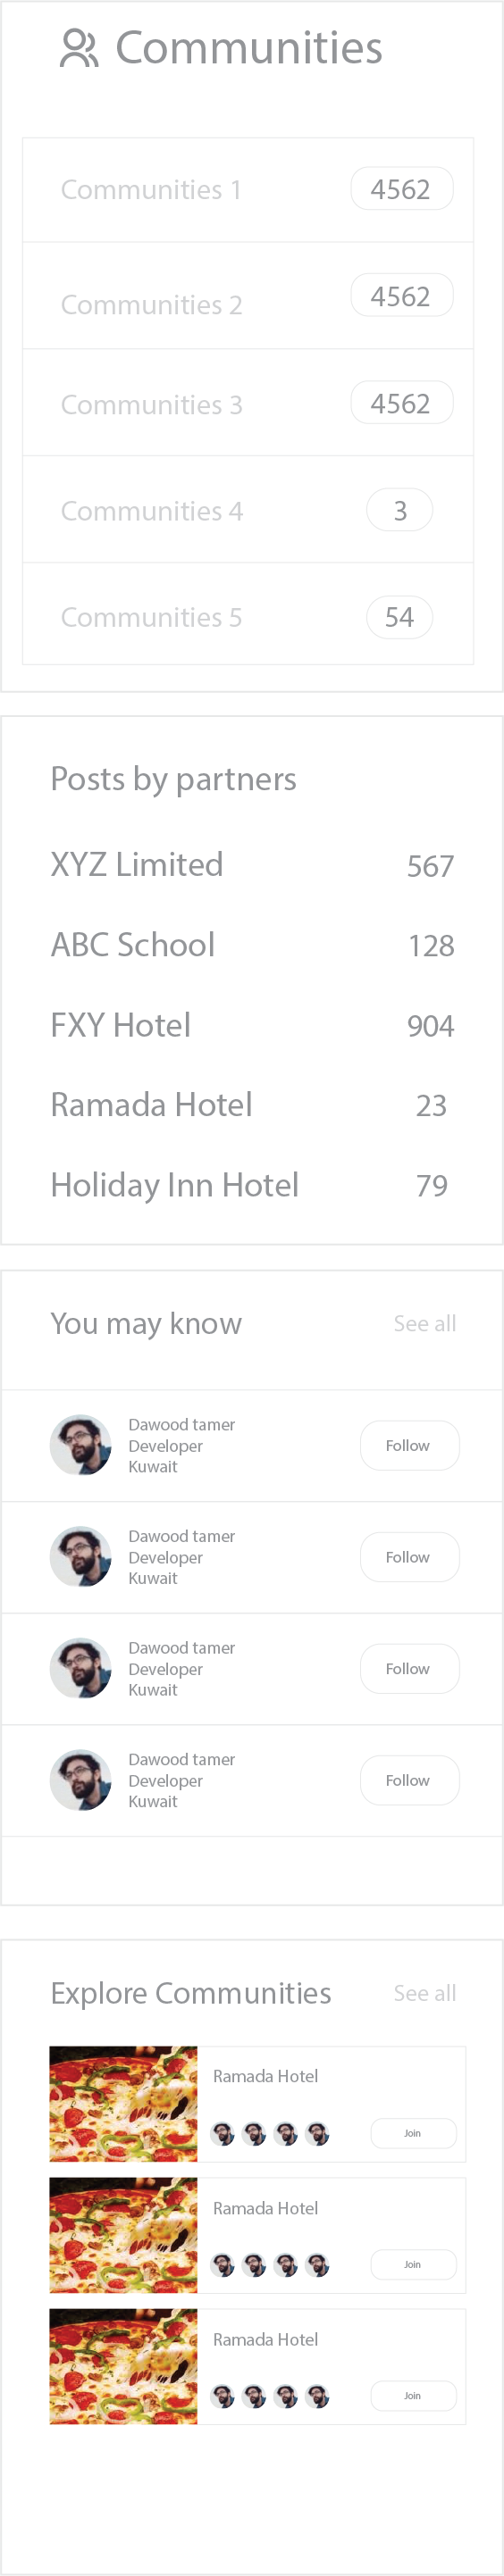 Communities
Communities 1 4562
Communities 2 4562
Communities 3 4562
Communities 4 3
Communities 5 54
Posts by partners
XYZ Limited 567
ABC School 128
FXY Hotel 904
Ramada Hotel 23
Holiday Inn Hotel 79
You may know See all
Dawood tamer
Developer Follow
Kuwait
Dawood tamer
Developer Follow
Kuwait
Dawood tamer
Developer Follow
Kuwait
Dawood tamer
Developer Follow
Kuwait
Explore Communities See all
Ramada Hotel
Join
Ramada Hotel
Join
Ramada Hotel
Join